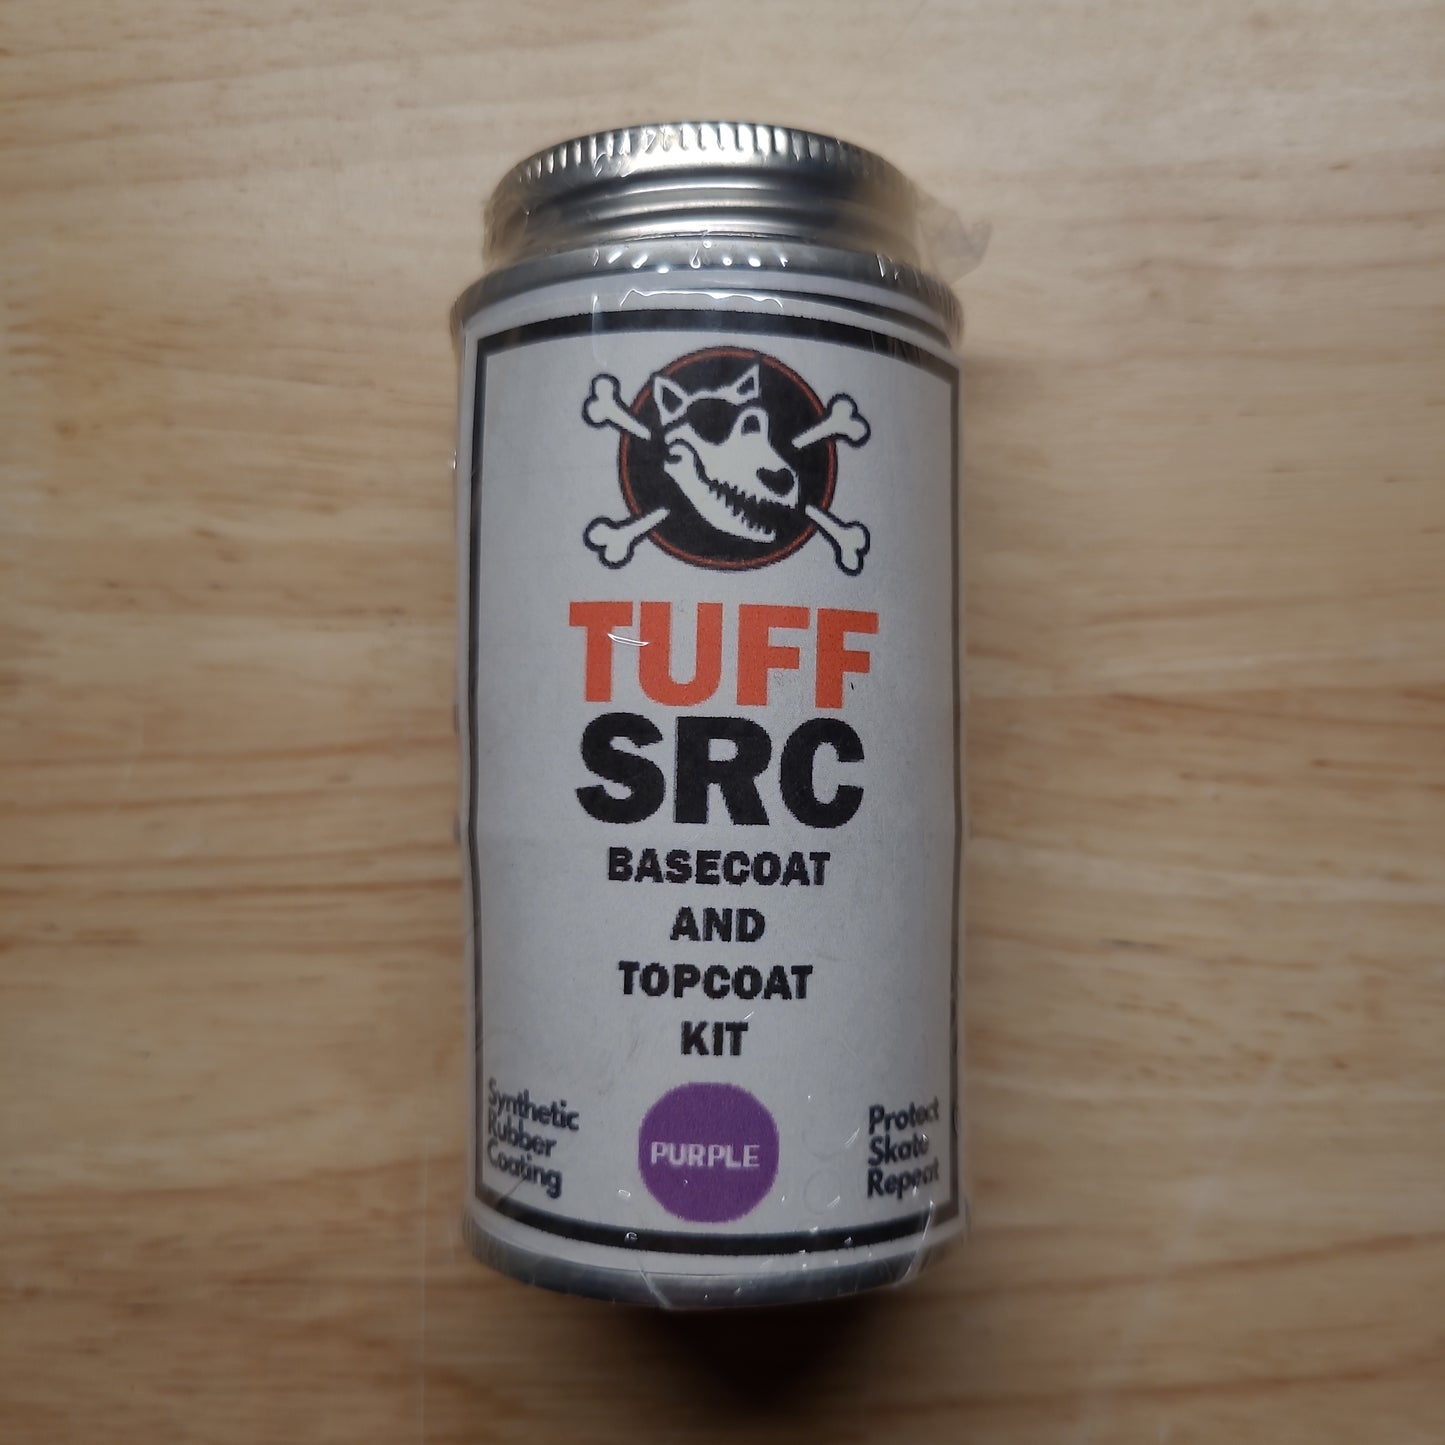 TUFF
SRC
BASECOAT
AND
TOPCOAT
KIT
Synthetic
Rubber
Coating
PURPLE
Protect
Skate
Repeat